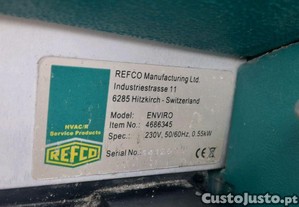 REFCO Manufacturing Ltd.
Industriestrasse 11
6285 Hitzkirch - Switzerland
Model: ENVIRO
Item No.: 4686345
Spec.: 230V, 50/60Hz, 0.55kW
Serial No.:
CE
HVAC/R
Service Products
REFCO
CustoJusto.pt